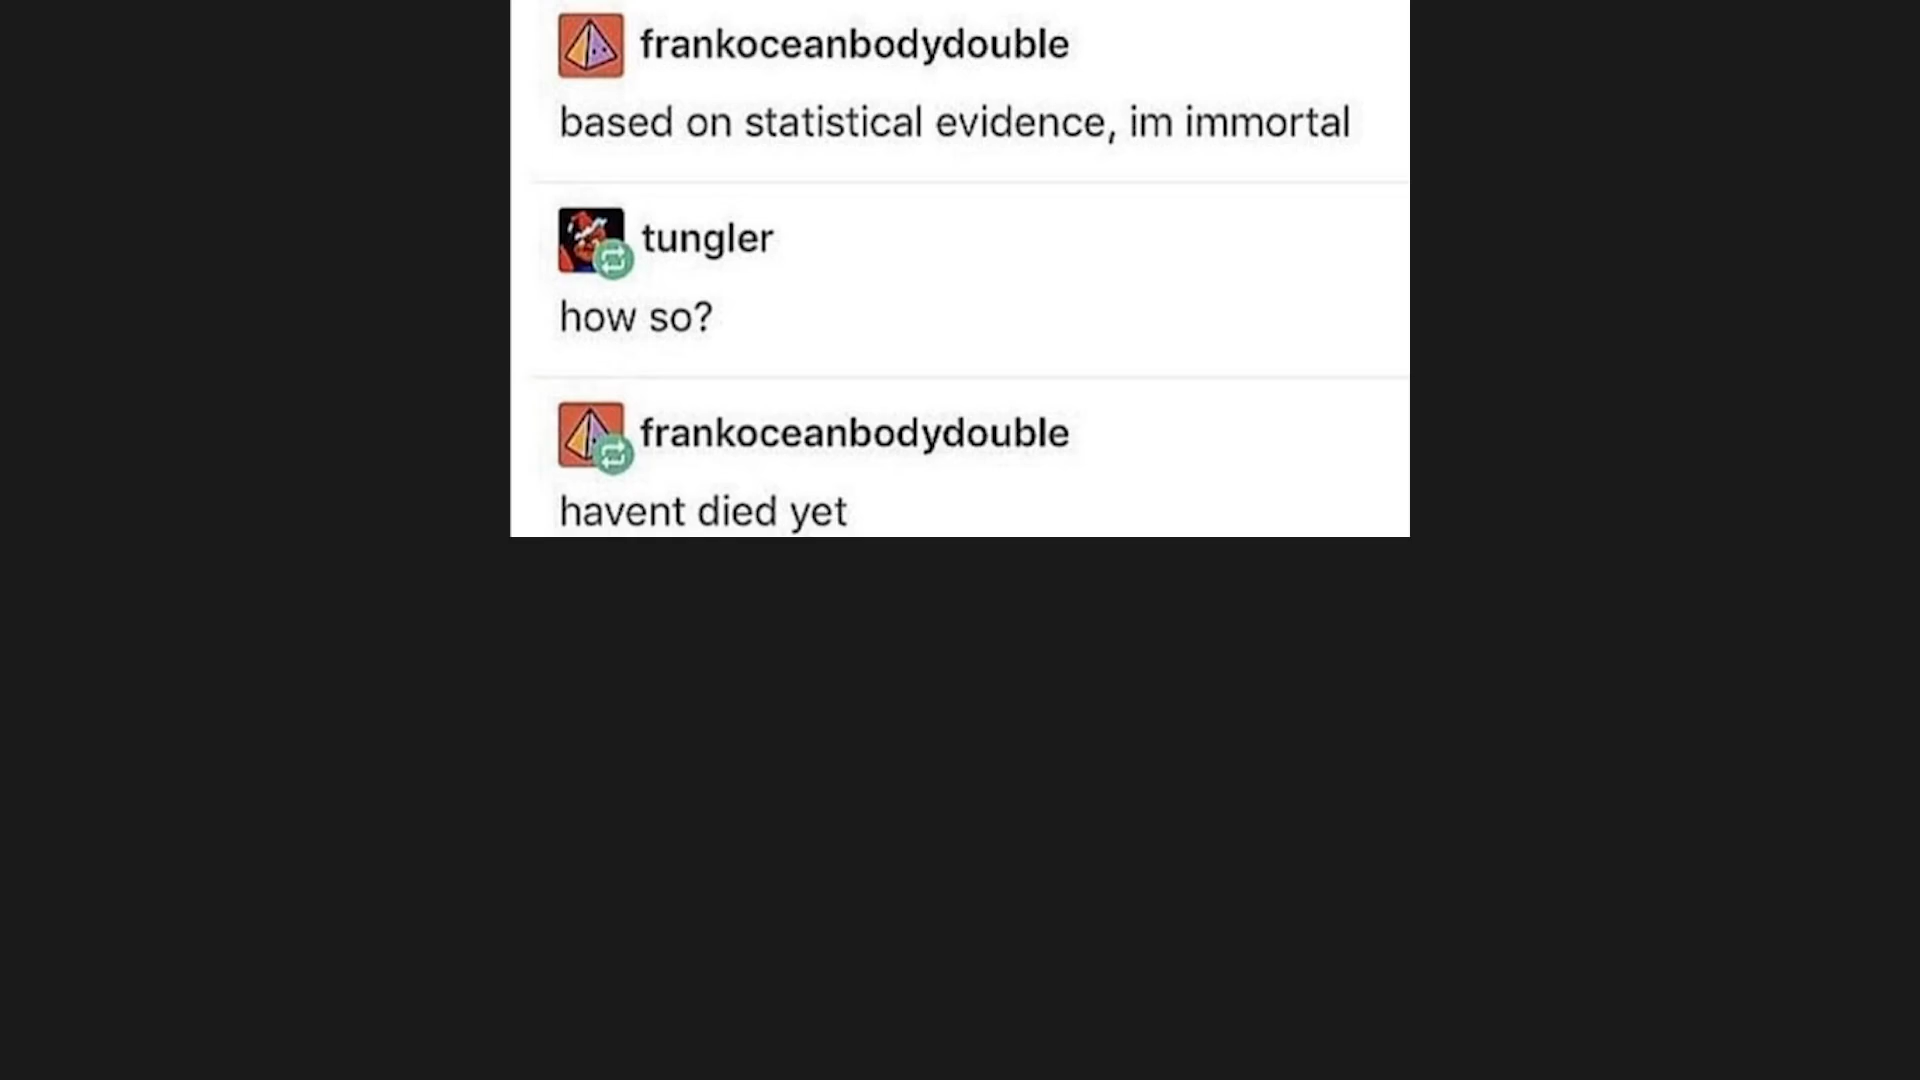 frankoceanbodydouble
based on statistical evidence, im immortal
tungler
how so?
frankoceanbodydouble
havent died yet